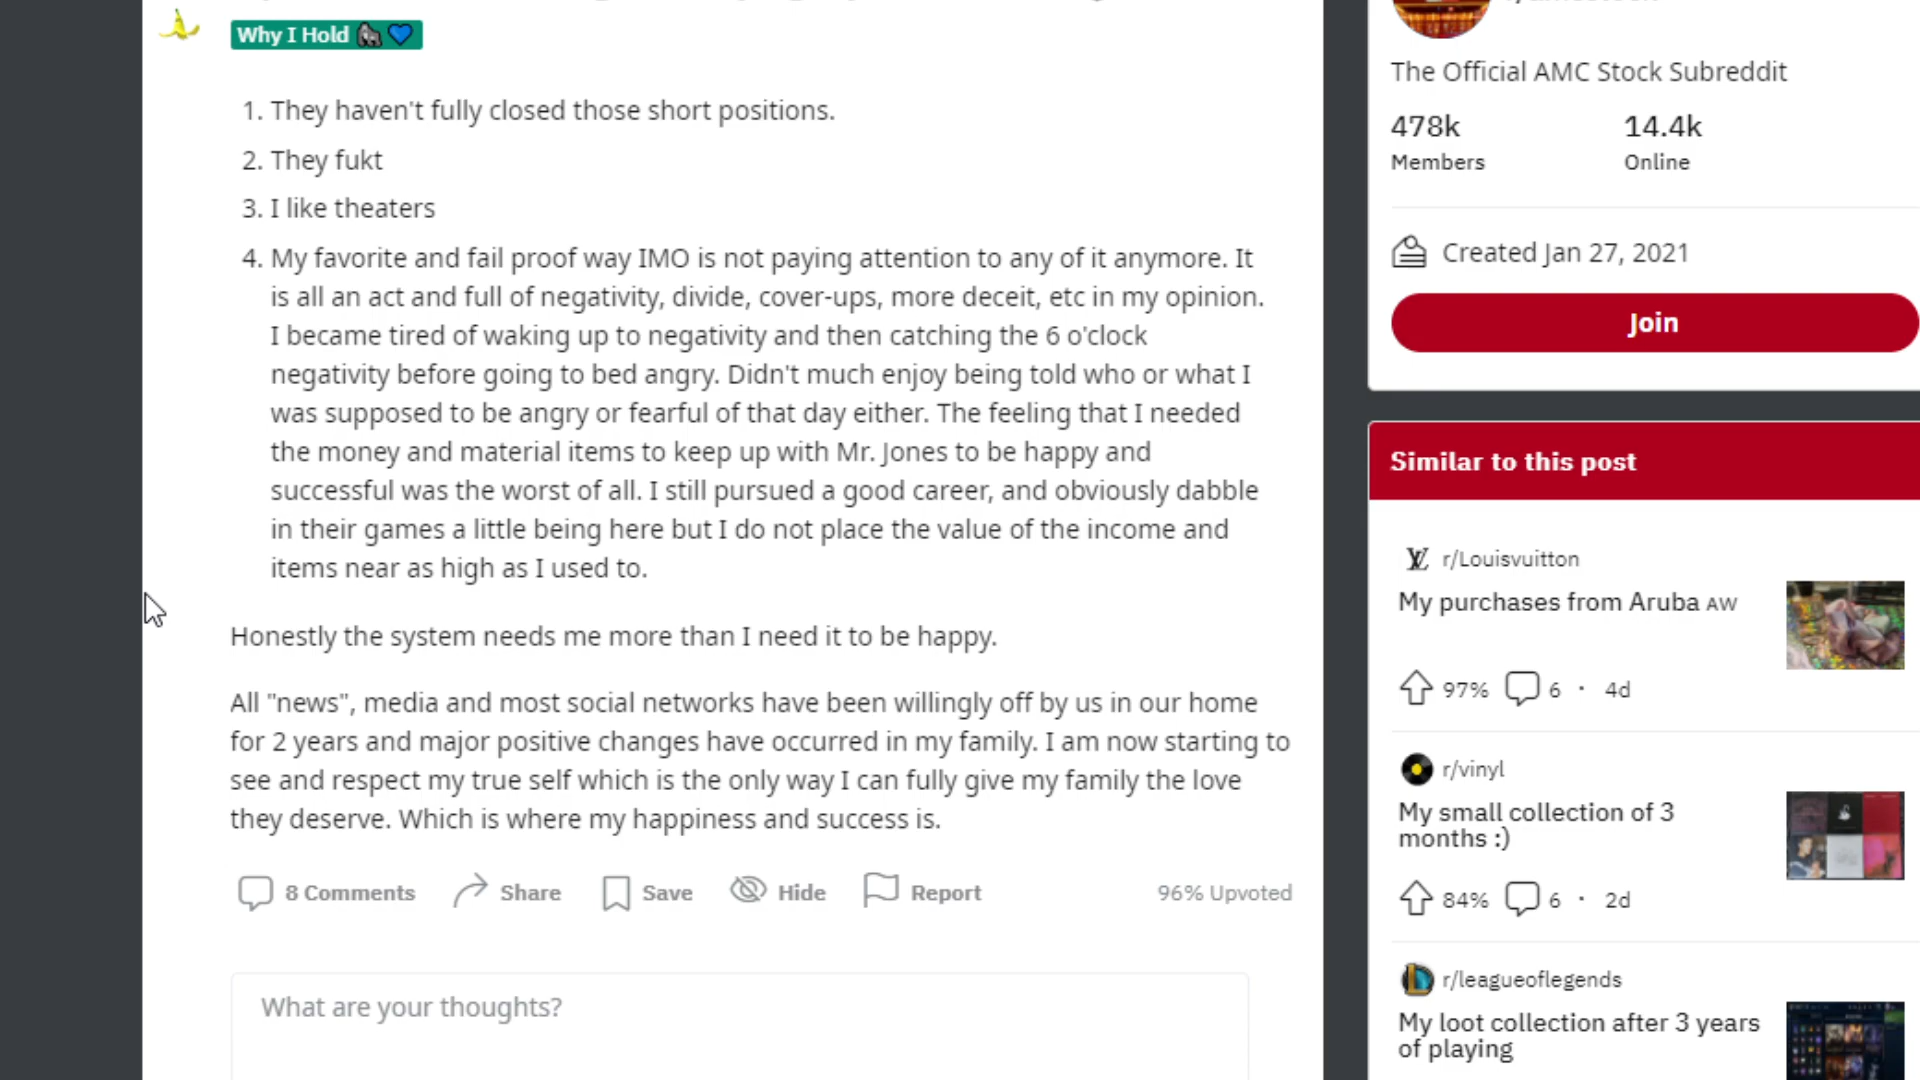 Why I Hold
The Official AMC Stock Subreddit
478k 14.4k
Members Online
Created Jan 27, 2021
Join
1. They haven't fully closed those short positions.
2. They fukt
3. I like theaters
4. My favorite and fail proof way IMO is not paying attention to any of it anymore. It
is all an act and full of negativity, divide, cover-ups, more deceit, etc in my opinion.
I became tired of waking up to negativity and then catching the 6 o'clock
negativity before going to bed angry. Didn't much enjoy being told who or what I
was supposed to be angry or fearful of that day either. The feeling that I needed
the money and material items to keep up with Mr. Jones to be happy and
successful was the worst of all. I still pursued a good career, and obviously dabble
in their games a little being here but I do not place the value of the income and
items near as high as I used to.
Honestly the system needs me more than I need it to be happy.
All "news", media and most social networks have been willingly off by us in our home
for 2 years and major positive changes have occurred in my family. I am now starting to
see and respect my true self which is the only way I can fully give my family the love
they deserve. Which is where my happiness and success is.
8 Comments Share Save Hide Report 96% Upvoted
What are your thoughts?
Similar to this post
r/Louisvuitton
My purchases from Aruba AW
97% 6 · 4d
r/vinyl
My small collection of 3
months :)
84% 6 · 2d
r/leagueoflegends
My loot collection after 3 years
of playing